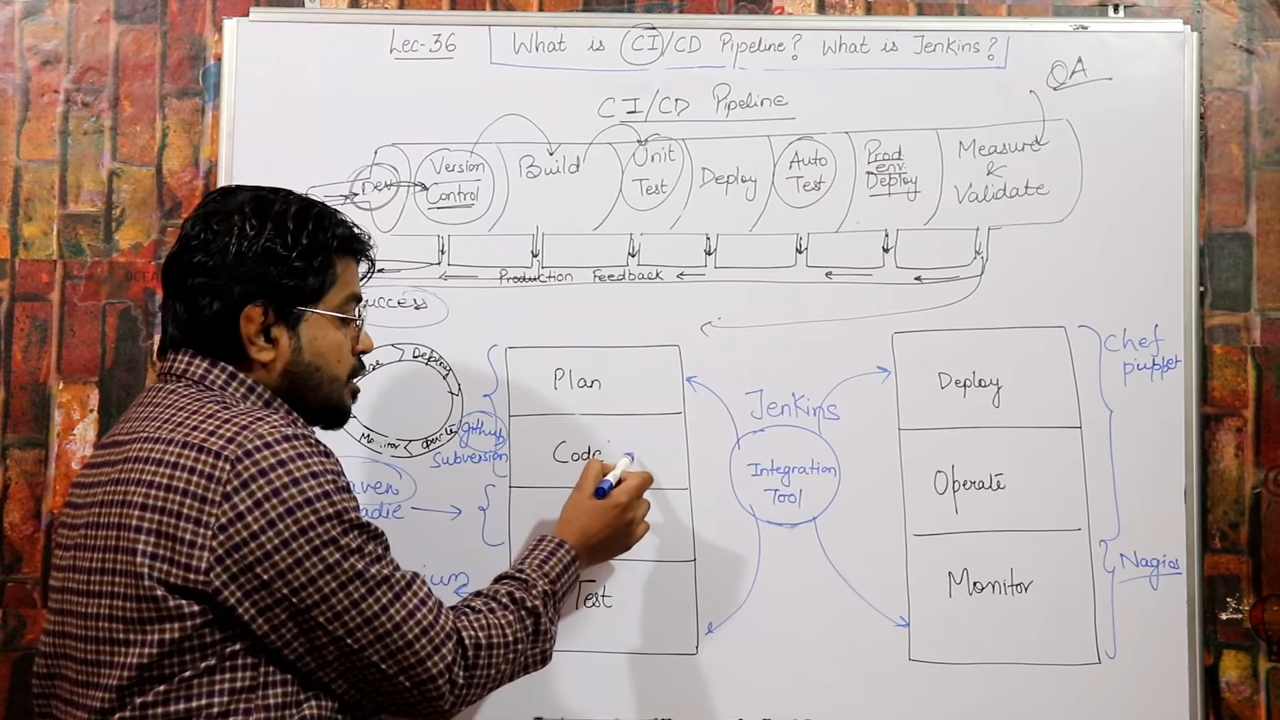 Lec-36
What is CI/CD Pipeline? What is Jenkins?
QA
CI/CD Pipeline
Dev
Version
Control
Build
Unit
Test
Deploy
Auto
Test
Prod
env
Deploy
Measure
&
Validate
Production Feedback
uccess
Deploy
Operate
Monitor
github
Subversion
aven
adle
ium
Plan
Code
Test
Jenkins
Integration
Tool
Deploy
Operate
Monitor
Chef
puppet
Nagios